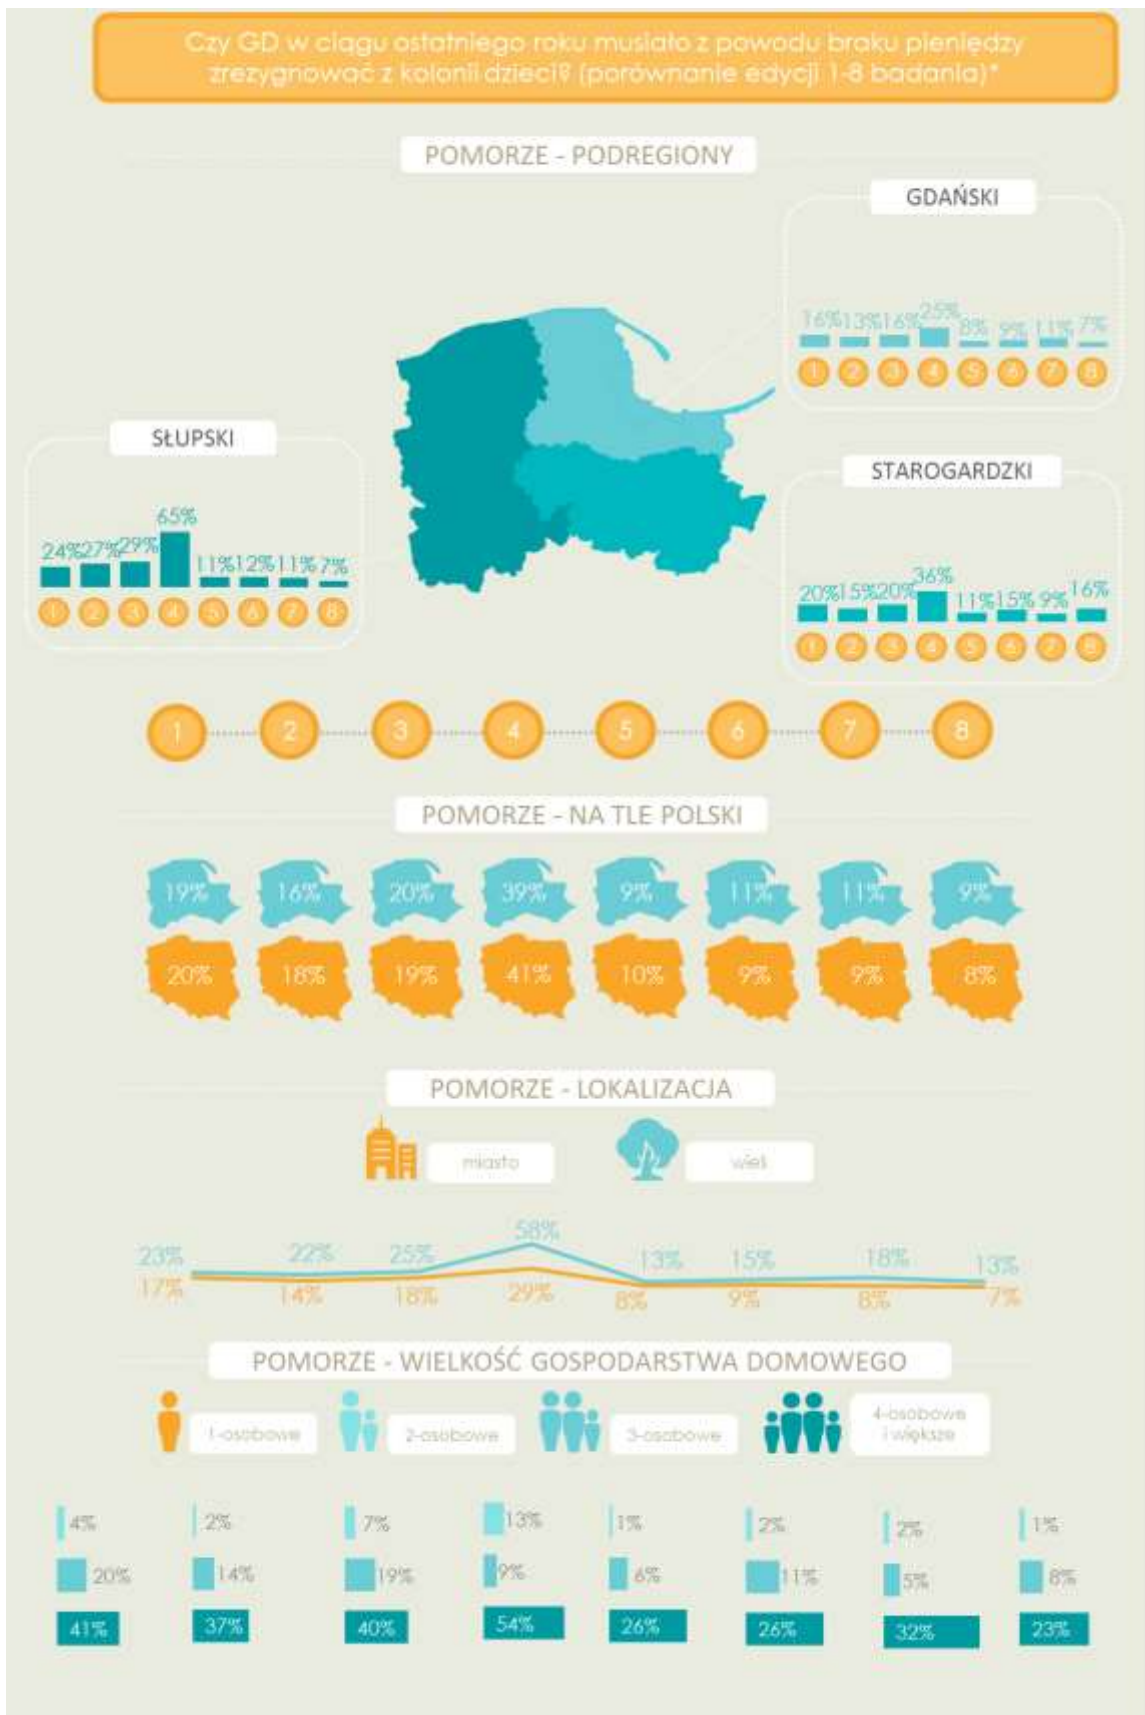 Czy GD w ciągu ostatniego roku musiało z powodu braku pieniędzy
zrezygnować z kolonii dzieci? (porównanie edycji 1-8 badania)*
POMORZE - PODREGIONY
GDAŃSKI
16% 13% 16% 25% 8% 9% 11% 7%
1 2 3 4 5 6 7 8
SŁUPSKI
24% 27% 29% 65% 11% 12% 11% 7%
1 2 3 4 5 6 7 8
STAROGARDZKI
20% 15% 20% 36% 11% 15% 9% 16%
1 2 3 4 5 6 7 8
1 2 3 4 5 6 7 8
POMORZE - NA TLE POLSKI
19% 16% 20% 39% 9% 11% 11% 9%
20% 18% 19% 41% 10% 9% 9% 8%
POMORZE - LOKALIZACJA
miasto wieś
23% 22% 25% 58% 13% 15% 18% 13%
17% 14% 18% 29% 8% 9% 8% 7%
POMORZE - WIELKOŚĆ GOSPODARSTWA DOMOWEGO
1-osobowe 2-osobowe 3-osobowe 4-osobowe
i większe
4% 2% 7% 13% 1% 2% 2% 1%
20% 14% 19% 9% 6% 11% 5% 8%
41% 37% 40% 54% 26% 26% 32% 23%